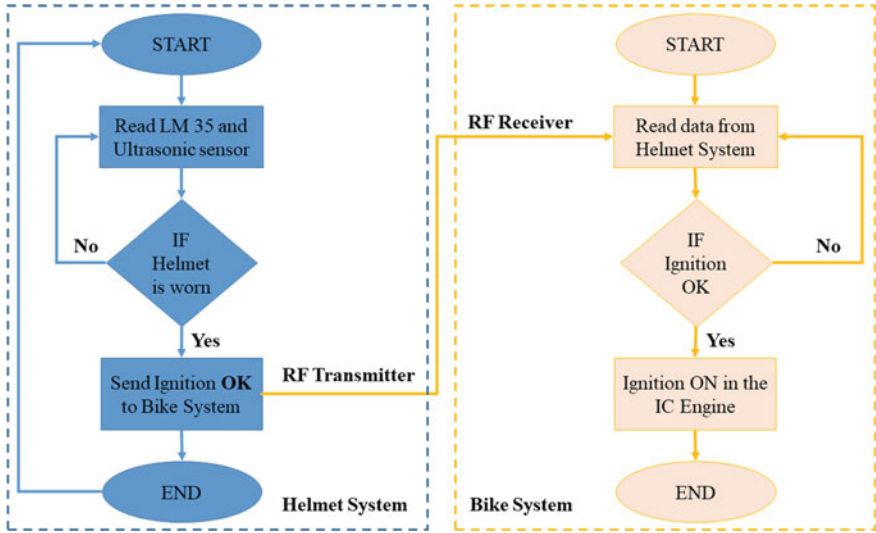 START
Read LM 35 and
Ultrasonic sensor
No
IF
Helmet
is worn
Yes
Send Ignition OK
to Bike System
RF Transmitter
END
Helmet System
START
RF Receiver
Read data from
Helmet System
IF
Ignition
OK
No
Yes
Ignition ON in the
IC Engine
END
Bike System